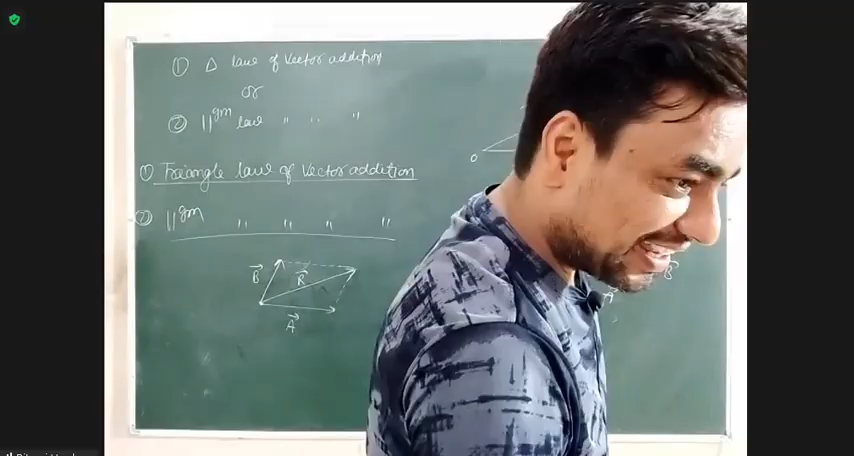 ① Δ law of vector addition
or
② ||gm law " " "
① Triangle law of vector addition
② ||gm " " " "
B⃗ R⃗
A⃗
O
B⃗
A⃗